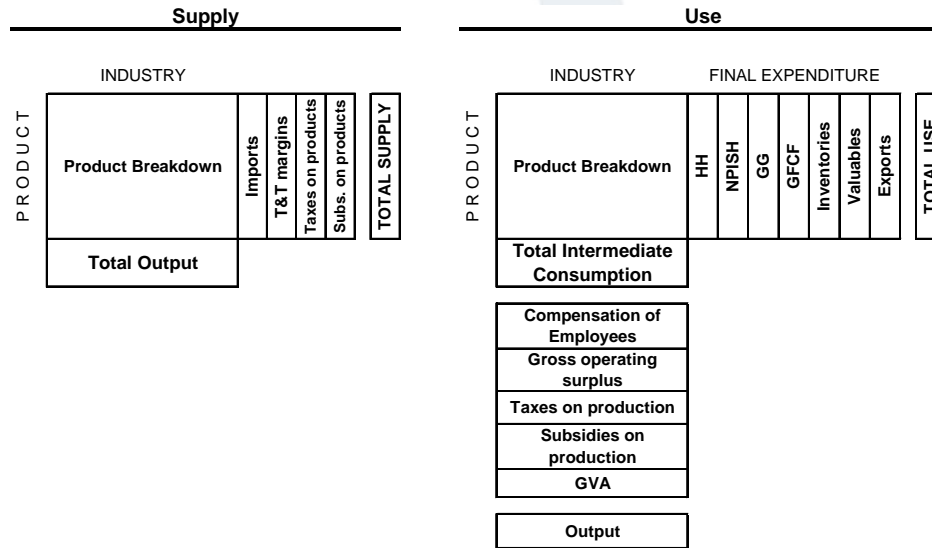 Supply
INDUSTRY
PRODUCT
Product Breakdown
Imports
T&T margins
Taxes on products
Subs. on products
TOTAL SUPPLY
Total Output
Use
INDUSTRY
FINAL EXPENDITURE
PRODUCT
Product Breakdown
HH
NPISH
GG
GFCF
Inventories
Valuables
Exports
TOTAL USE
Total Intermediate
Consumption
Compensation of
Employees
Gross operating
surplus
Taxes on production
Subsidies on
production
GVA
Output